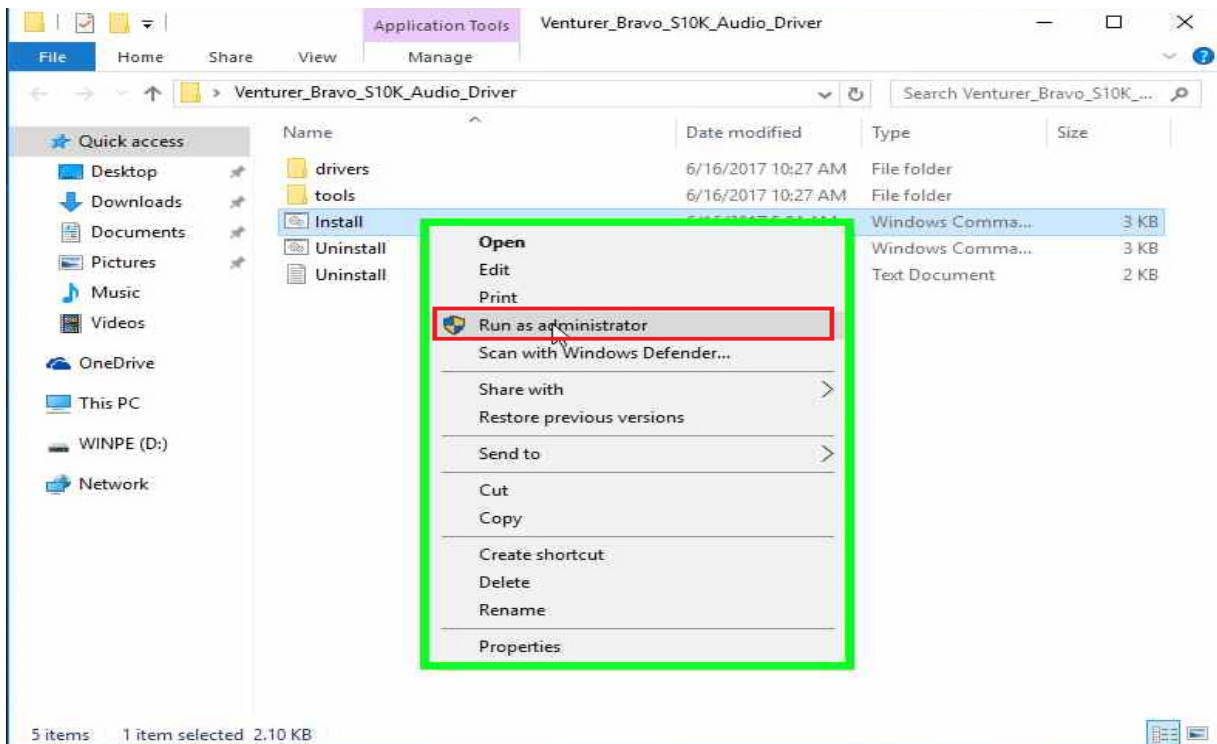 Application Tools Venturer_Bravo_S10K_Audio_Driver
File Home Share View Manage
Venturer_Bravo_S10K_Audio_Driver Search Venturer_Bravo_S10K_...
Name Date modified Type Size
Quick access
Desktop
Downloads
Documents
Pictures
Music
Videos
OneDrive
This PC
WINPE (D:)
Network
drivers 6/16/2017 10:27 AM File folder
tools 6/16/2017 10:27 AM File folder
Install Windows Comma... 3 KB
Uninstall Windows Comma... 3 KB
Uninstall Text Document 2 KB
Open
Edit
Print
Run as administrator
Scan with Windows Defender...
Share with
Restore previous versions
Send to
Cut
Copy
Create shortcut
Delete
Rename
Properties
5 items 1 item selected 2.10 KB